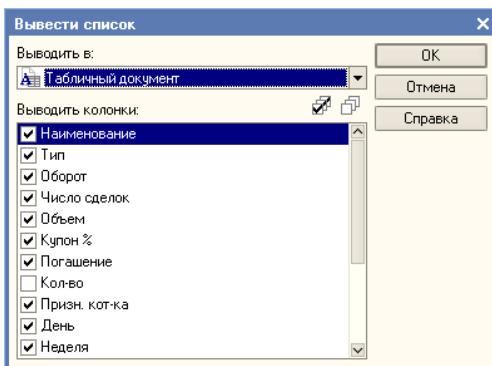 Вывести список
Выводить в:
Табличный документ
Выводить колонки:
Наименование
Тип
Оборот
Число сделок
Объем
Купон %
Погашение
Кол-во
Призн. кот-ка
День
Неделя
ОК
Отмена
Справка